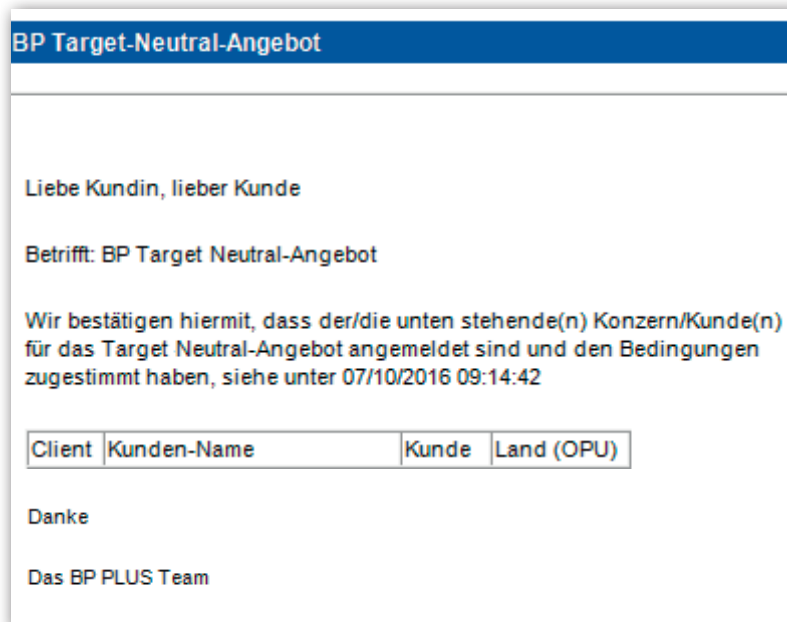 BP Target-Neutral-Angebot
Liebe Kundin, lieber Kunde
Betrifft: BP Target Neutral-Angebot
Wir bestätigen hiermit, dass der/die unten stehende(n) Konzern/Kunde(n)
für das Target Neutral-Angebot angemeldet sind und den Bedingungen
zugestimmt haben, siehe unter 07/10/2016 09:14:42
Client Kunden-Name Kunde Land (OPU)
Danke
Das BP PLUS Team